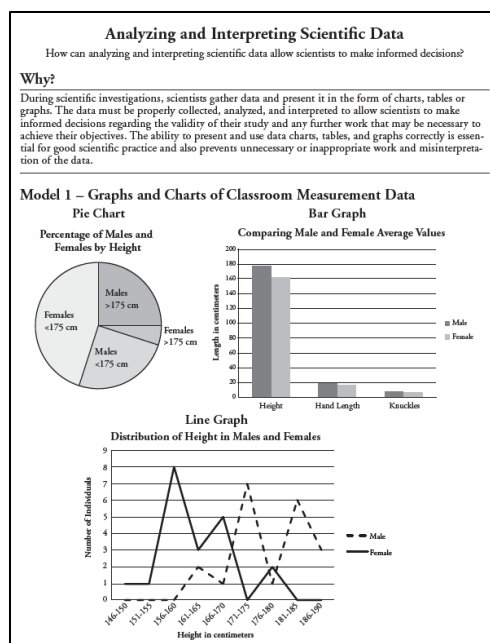 Analyzing and Interpreting Scientific Data
How can analyzing and interpreting scientific data allow scientists to make informed decisions?
Why?
During scientific investigations, scientists gather data and present it in the form of charts, tables or
graphs. The data must be properly collected, analyzed, and interpreted to allow scientists to make
informed decisions regarding the validity of their study and any further work that may be necessary to
achieve their objectives. The ability to present and use data charts, tables, and graphs correctly is essen-
tial for good scientific practice and also prevents unnecessary or inappropriate work and misinterpreta-
tion of the data.
Model 1 – Graphs and Charts of Classroom Measurement Data
Pie Chart
Percentage of Males and
Females by Height
Males
>175 cm
Females
<175 cm
Females
>175 cm
Males
<175 cm
Bar Graph
Comparing Male and Female Average Values
Length in centimeters
200
180
160
140
120
100
80
60
40
20
0
Height
Hand Length
Knuckles
Male
Female
Line Graph
Distribution of Height in Males and Females
Number of Individuals
9
8
7
6
5
4
3
2
1
0
146-150
151-155
156-160
161-165
166-170
171-175
176-180
181-185
186-190
Height in centimeters
Male
Female